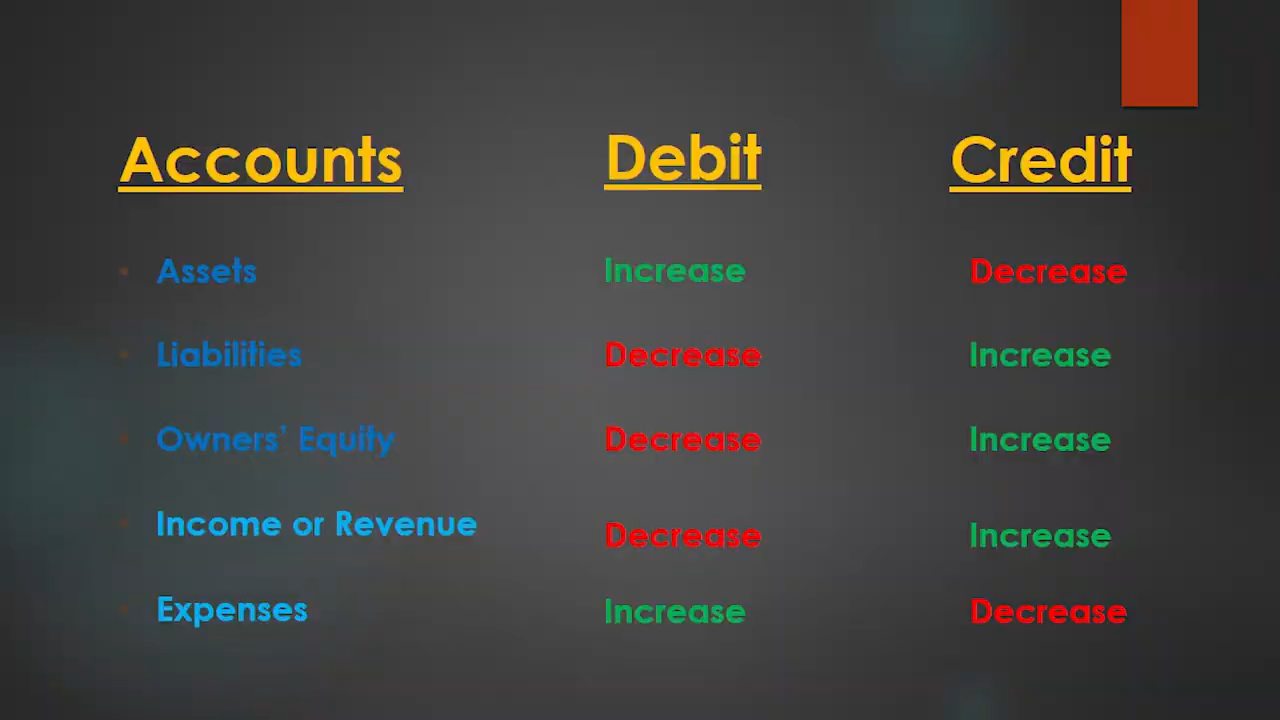 Accounts Debit Credit
• Assets Increase Decrease
• Liabilities Decrease Increase
• Owners’ Equity Decrease Increase
• Income or Revenue Decrease Increase
• Expenses Increase Decrease